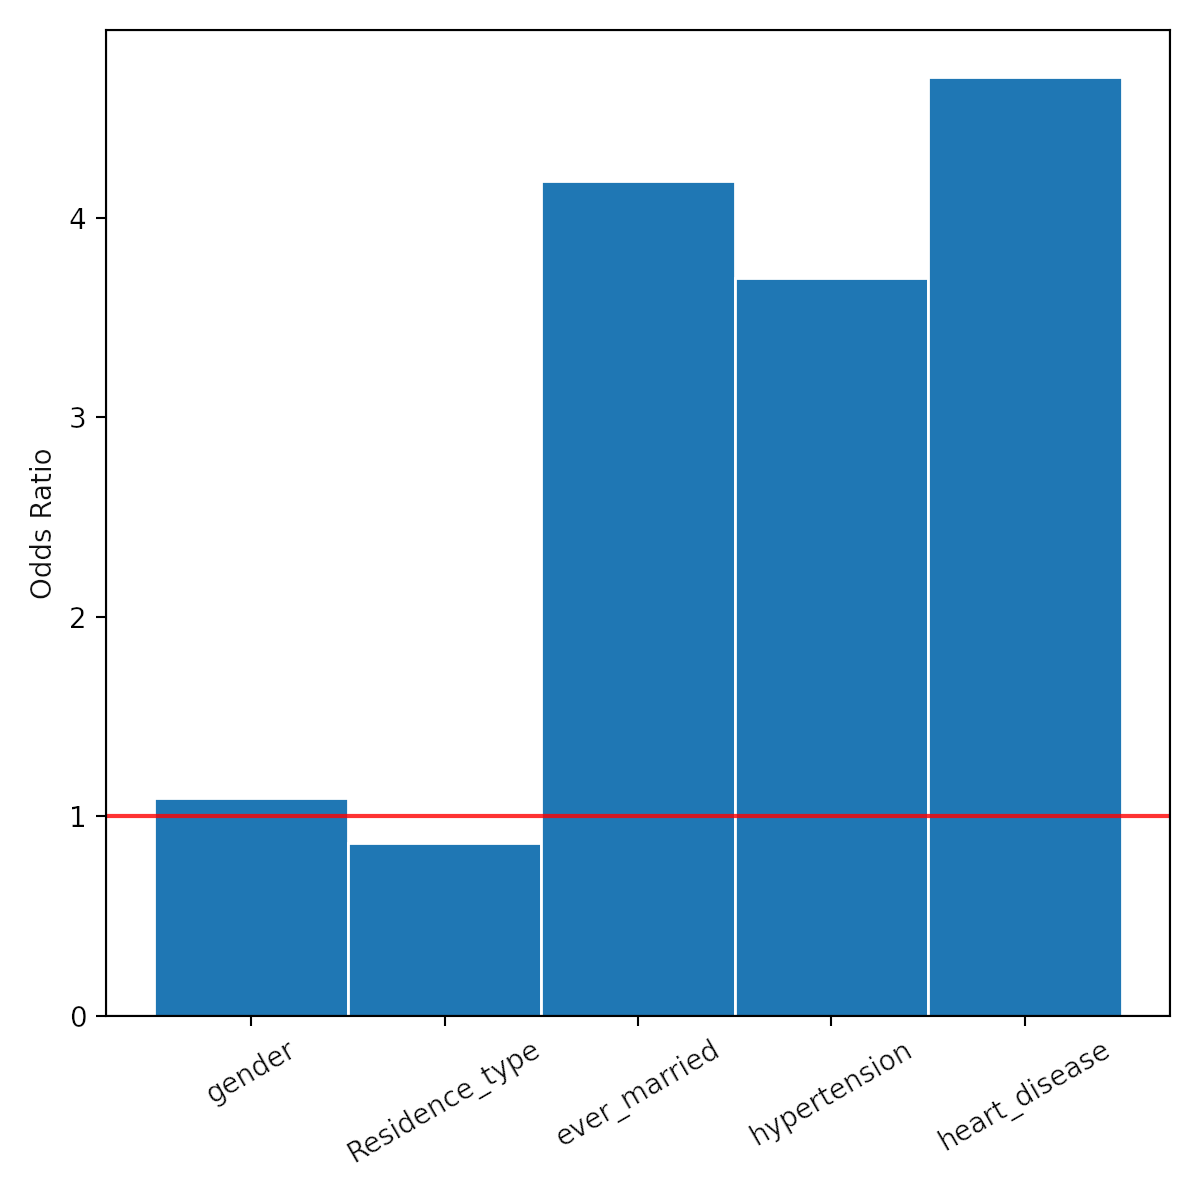 Odds Ratio
4
3
2
1
0
gender
Residence_type
ever_married
hypertension
heart_disease